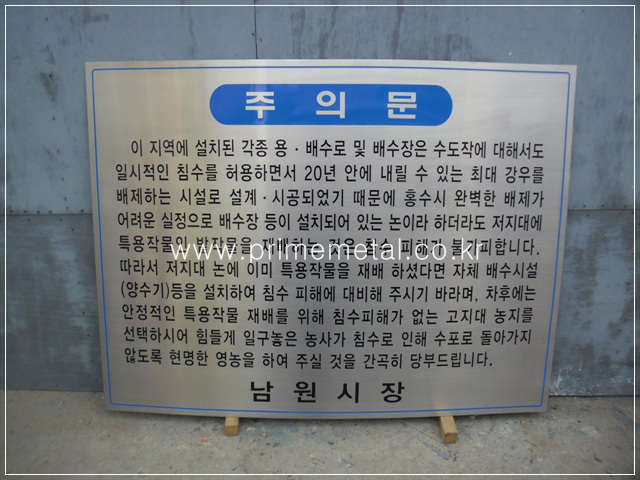 주의문
이 지역에 설치된 각종 용·배수로 및 배수장은 수도작에 대해서도
일시적인 침수를 허용하면서 20년 안에 내릴 수 있는 최대 강우를
배제하는 시설로 설계·시공되었기 때문에 홍수시 완벽한 배제가
어려운 실정으로 배수장 등이 설치되어 있는 논이라 하더라도 저지대에
특용작물인 밭작물을 재배하는 것은 침수 피해가 불가피합니다.
www.primemetal.co.kr
따라서 저지대 논에 이미 특용작물을 재배 하셨다면 자체 배수시설
(양수기)등을 설치하여 침수 피해에 대비해 주시기 바라며, 차후에는
안정적인 특용작물 재배를 위해 침수피해가 없는 고지대 농지를
선택하시어 힘들게 일구놓은 농사가 침수로 인해 수포로 돌아가지
않도록 현명한 영농을 하여 주실 것을 간곡히 당부드립니다.
남원시장